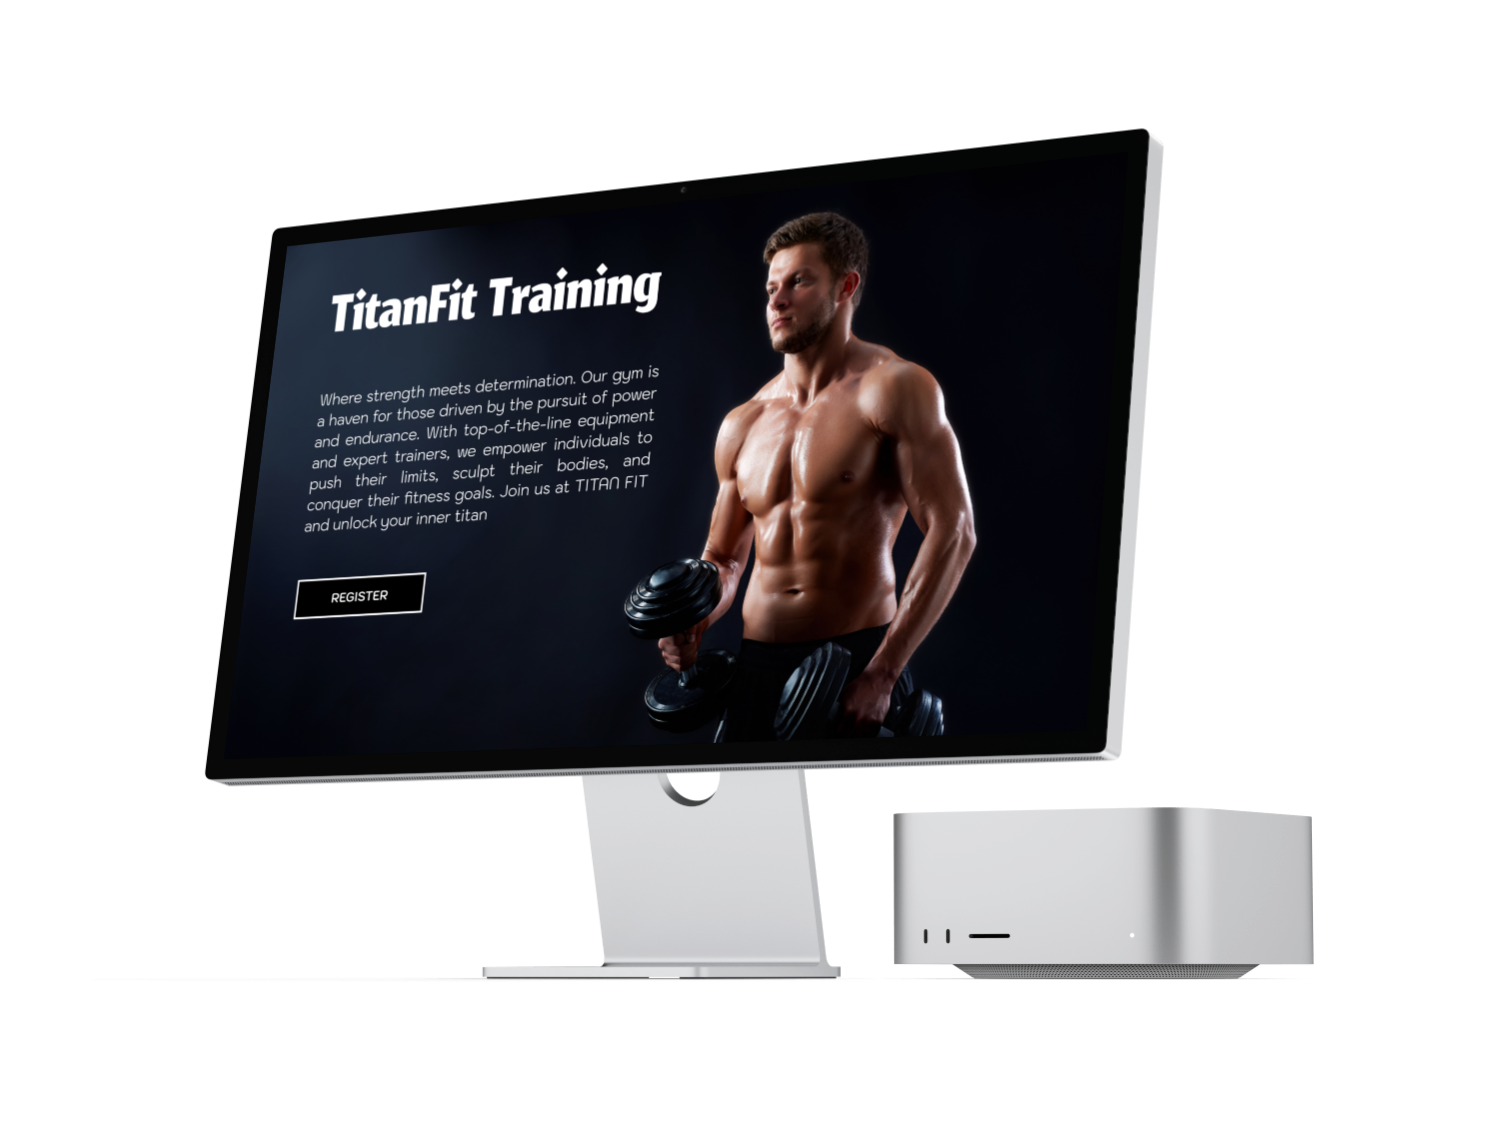 TitanFit Training
Where strength meets determination. Our gym is
a haven for those driven by the pursuit of power
and endurance. With top-of-the-line equipment
and expert trainers, we empower individuals to
push their limits, sculpt their bodies, and
conquer their fitness goals. Join us at TITAN FIT
and unlock your inner titan
REGISTER